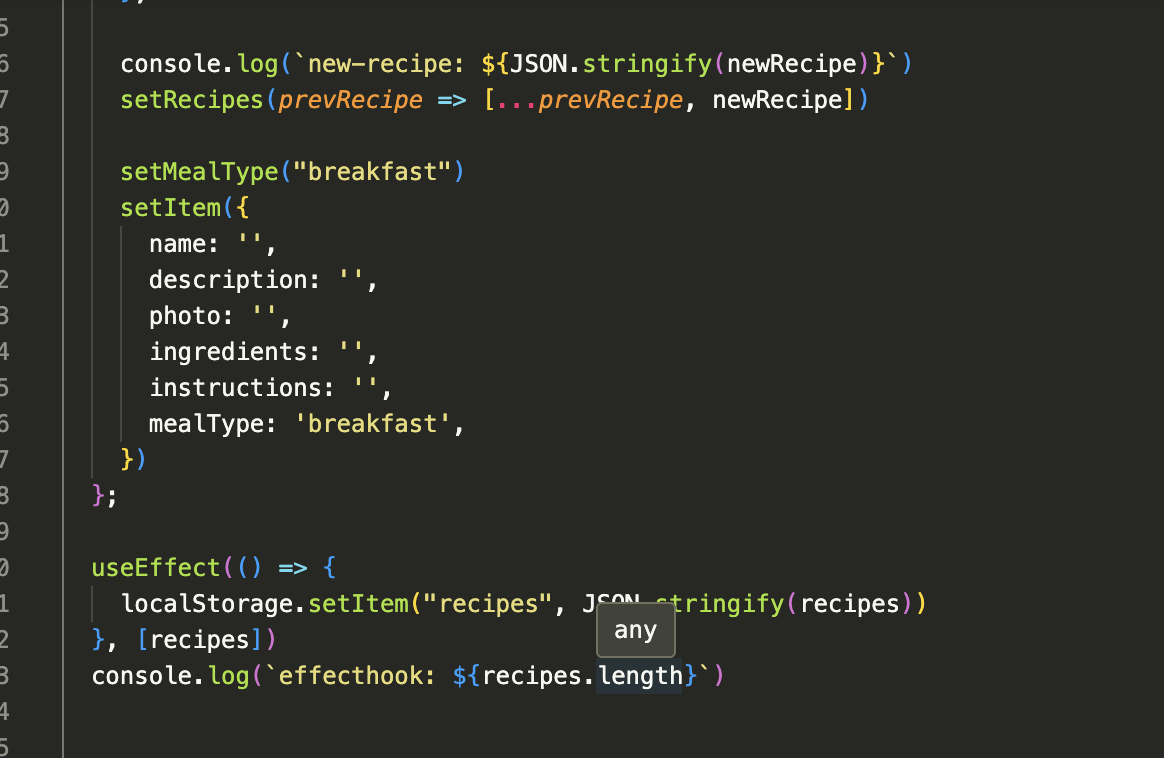 5
6 console.log(`new-recipe: ${JSON.stringify(newRecipe)}`)
7 setRecipes(prevRecipe => [...prevRecipe, newRecipe])
8
9 setMealType("breakfast")
0 setItem({
1 name: '',
2 description: '',
3 photo: '',
4 ingredients: '',
5 instructions: '',
6 mealType: 'breakfast',
7 })
8 };
9
0 useEffect(() => {
1 localStorage.setItem("recipes", JSON.stringify(recipes))
any
2 }, [recipes])
3 console.log(`effecthook: ${recipes.length}`)
4
5